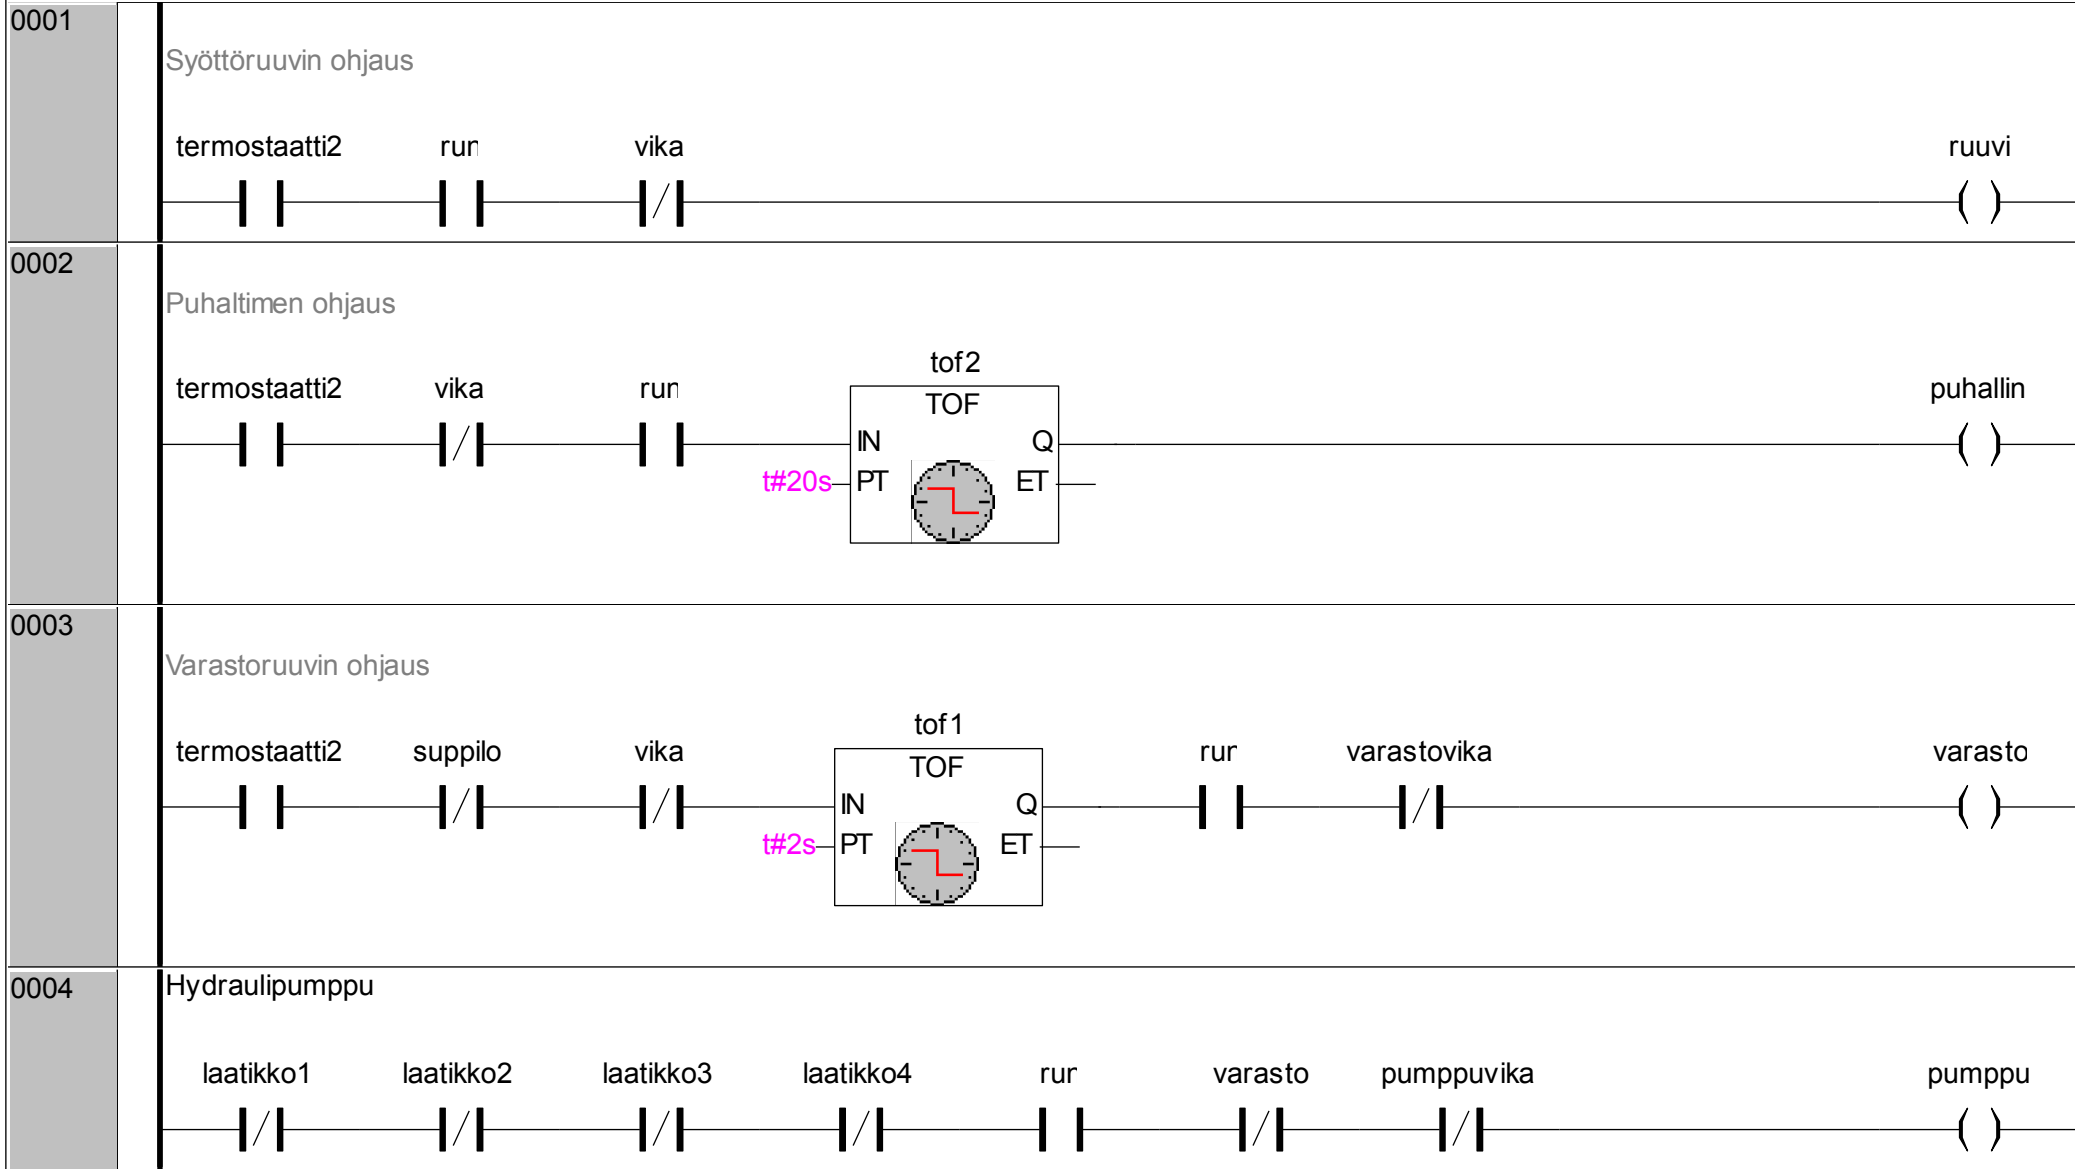 0001
Syöttöruuvin ohjaus
termostaatti2 run vika ruuvi
0002
Puhaltimen ohjaus
tof2
termostaatti2 vika run TOF puhallin
IN Q
t#20s PT ET
0003
Varastoruuvin ohjaus
tof1
termostaatti2 suppilo vika TOF run varastovika varasto
IN Q
t#2s PT ET
0004
Hydraulipumppu
laatikko1 laatikko2 laatikko3 laatikko4 run varasto pumppuvika pumppu